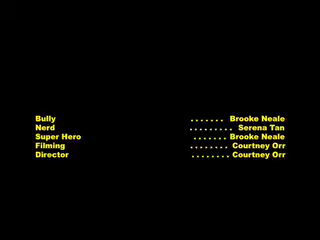 Bully ....... Brooke Neale
Nerd ......... Serena Tan
Super Hero ....... Brooke Neale
Filming ........ Courtney Orr
Director ........ Courtney Orr